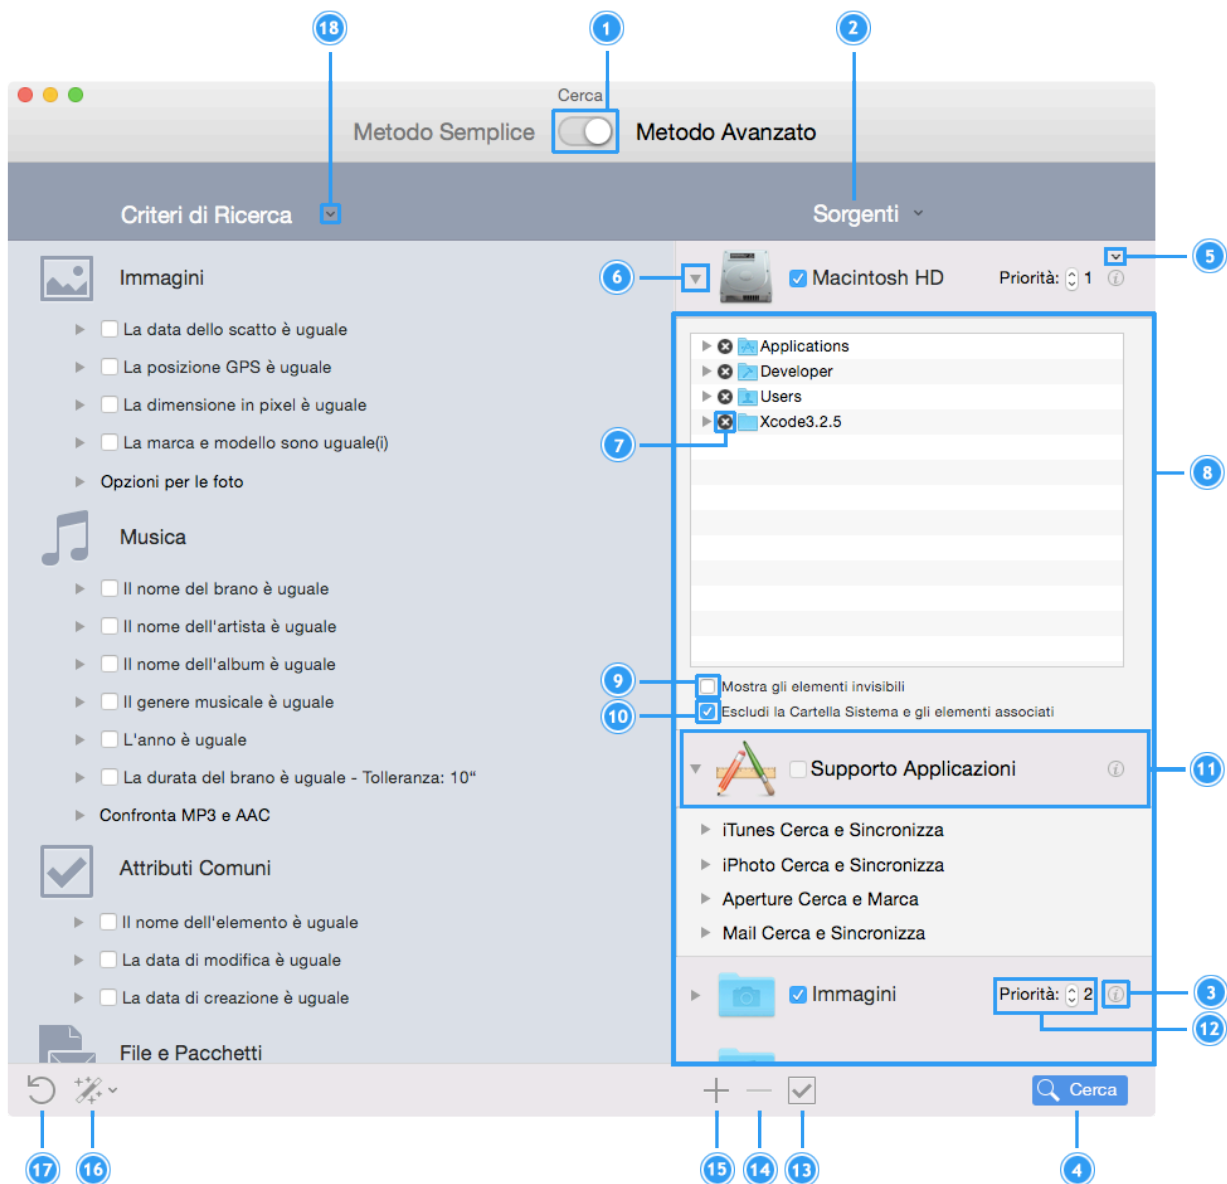 18
1
2
Cerca
Metodo Semplice
Metodo Avanzato
Criteri di Ricerca
Sorgenti
Immagini
La data dello scatto è uguale
La posizione GPS è uguale
La dimensione in pixel è uguale
La marca e modello sono uguale(i)
Opzioni per le foto
Musica
Il nome del brano è uguale
Il nome dell'artista è uguale
Il nome dell'album è uguale
Il genere musicale è uguale
L'anno è uguale
La durata del brano è uguale - Tolleranza: 10“
Confronta MP3 e AAC
Attributi Comuni
Il nome dell'elemento è uguale
La data di modifica è uguale
La data di creazione è uguale
File e Pacchetti
6
Macintosh HD
Priorità: 1
5
Applications
Developer
Users
Xcode3.2.5
7
8
9
Mostra gli elementi invisibili
10
Escludi la Cartella Sistema e gli elementi associati
Supporto Applicazioni
11
iTunes Cerca e Sincronizza
iPhoto Cerca e Sincronizza
Aperture Cerca e Marca
Mail Cerca e Sincronizza
Immagini
Priorità: 2
3
12
Cerca
17
16
15
14
13
4